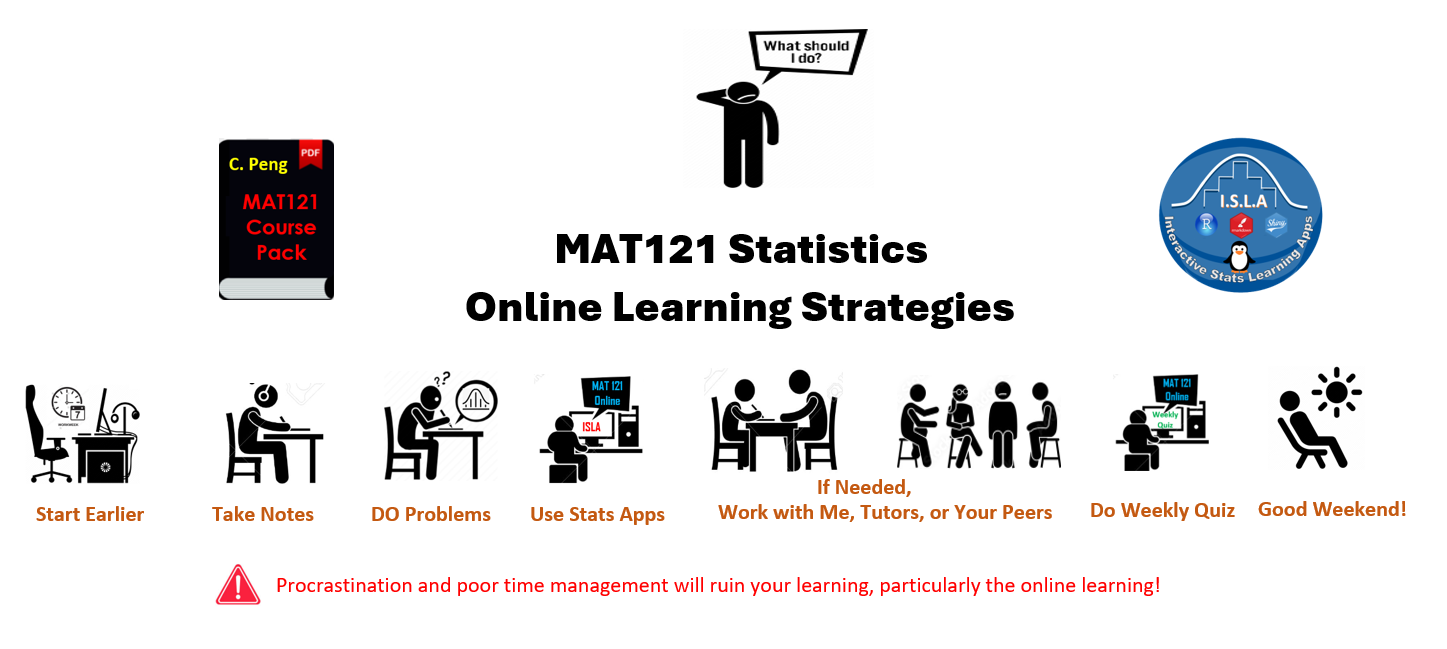 What should
I do?
C. Peng
PDF
MAT121
Course
Pack
I.S.L.A
R
Shiny
Interactive Stats Learning Apps
MAT121 Statistics
Online Learning Strategies
7
WORKWEEK
??
MAT 121
Online
ISLA
MAT 121
Online
Weekly
Quiz
Start Earlier
Take Notes
DO Problems
Use Stats Apps
If Needed,
Work with Me, Tutors, or Your Peers
Do Weekly Quiz
Good Weekend!
Procrastination and poor time management will ruin your learning, particularly the online learning!